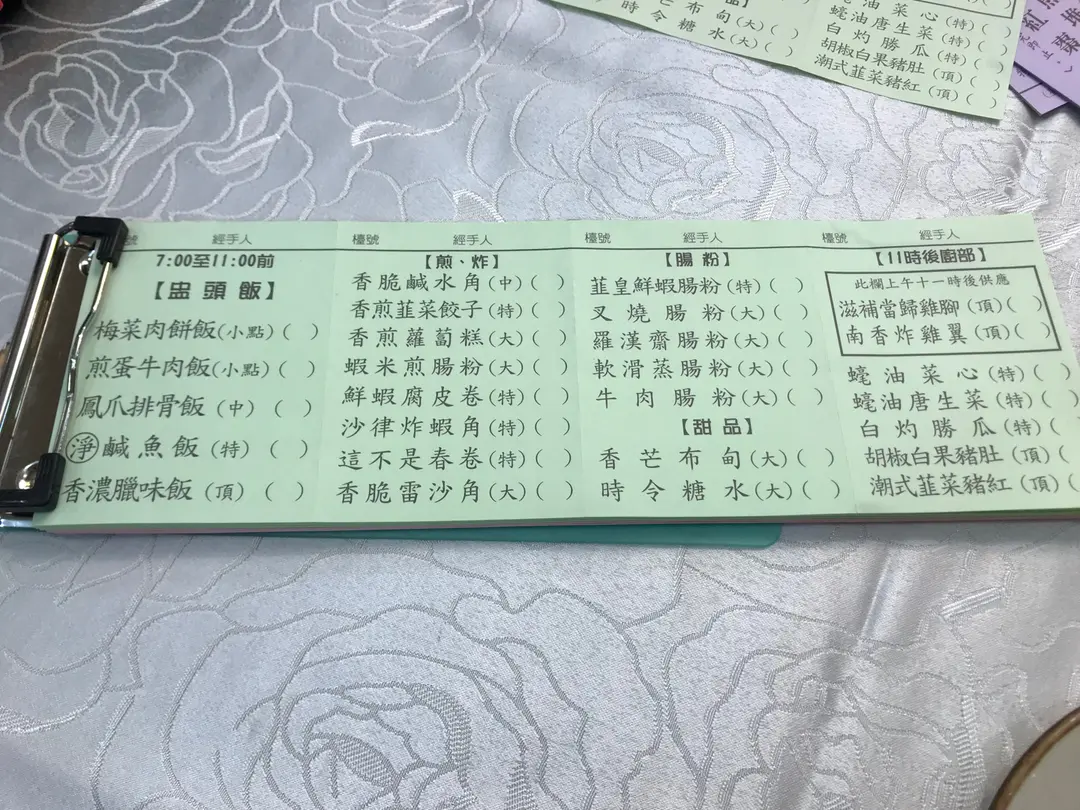 品】
芒布甸(大)( )
時令糖水(大)( )
蠔油菜心(特)( )
蠔油唐生菜(特)( )
白灼勝瓜(特)( )
胡椒白果豬肚(頂)( )
潮式韮菜豬紅(頂)( )
號 經手人
7:00至11:00前
【盅頭飯】
梅菜肉餅飯(小點)( )
煎蛋牛肉飯(小點)( )
鳳爪排骨飯(中)( )
淨鹹魚飯(特)( )
香濃臘味飯(頂)( )
檯號 經手人
【煎、炸】
香脆鹹水角(中)( )
香煎韮菜餃子(特)( )
香煎蘿蔔糕(大)( )
蝦米煎腸粉(大)( )
鮮蝦腐皮卷(特)( )
沙律炸蝦角(特)( )
這不是春卷(特)( )
香脆雷沙角(大)( )
檯號 經手人
【腸粉】
韮皇鮮蝦腸粉(特)( )
叉燒腸粉(大)( )
羅漢齋腸粉(大)( )
軟滑蒸腸粉(大)( )
牛肉腸粉(大)( )
【甜品】
香芒布甸(大)( )
時令糖水(大)( )
檯號 經手人
【11時後廚部】
此欄上午十一時後供應
滋補當歸雞腳(頂)( )
南香炸雞翼(頂)( )
蠔油菜心(特)( )
蠔油唐生菜(特)( )
白灼勝瓜(特)(
胡椒白果豬肚(頂)(
潮式韮菜豬紅(頂)(